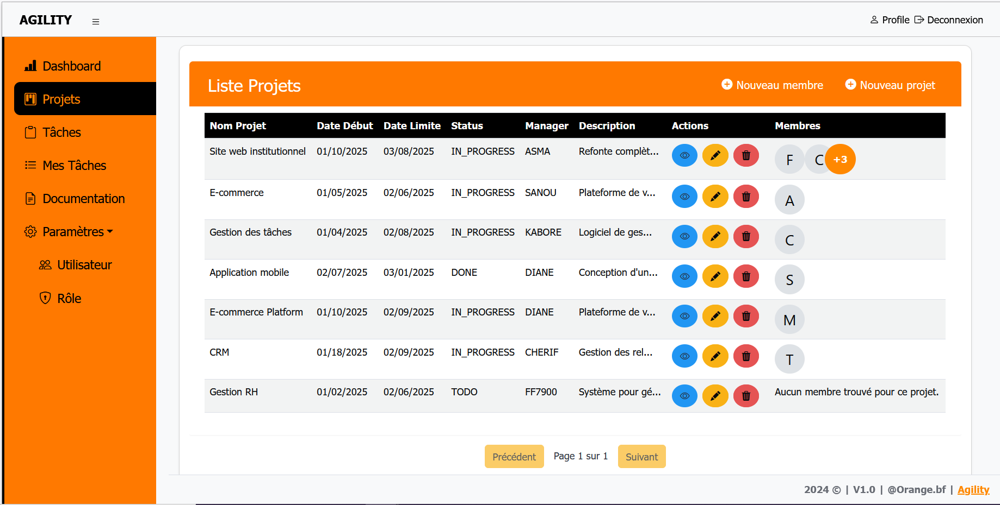 AGILITY
Profile Deconnexion
Dashboard
Projets
Tâches
Mes Tâches
Documentation
Paramètres
Utilisateur
Rôle
Liste Projets Nouveau membre Nouveau projet
Nom Projet Date Début Date Limite Status Manager Description Actions Membres
Site web institutionnel 01/10/2025 03/08/2025 IN_PROGRESS ASMA Refonte complèt... F C +3
E-commerce 01/05/2025 02/06/2025 IN_PROGRESS SANOU Plateforme de v... A
Gestion des tâches 01/04/2025 02/08/2025 IN_PROGRESS KABORE Logiciel de ges... C
Application mobile 02/07/2025 03/01/2025 DONE DIANE Conception d'un... S
E-commerce Platform 01/10/2025 02/09/2025 IN_PROGRESS DIANE Plateforme de v... M
CRM 01/18/2025 02/09/2025 IN_PROGRESS CHERIF Gestion des rel... T
Gestion RH 01/02/2025 02/06/2025 TODO FF7900 Système pour gé... Aucun membre trouvé pour ce projet.
Précédent Page 1 sur 1 Suivant
2024 © | V1.0 | @Orange.bf | Agility